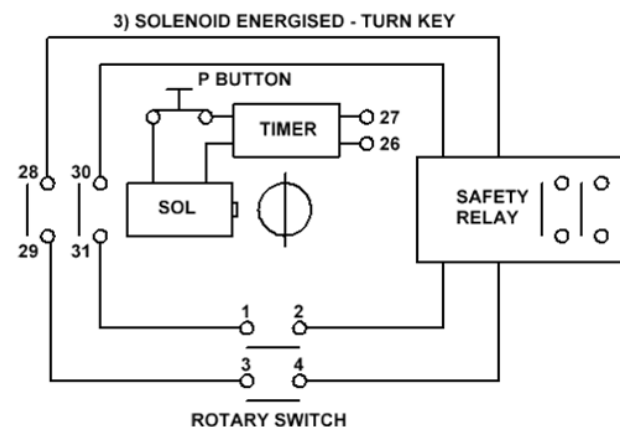 3) SOLENOID ENERGISED - TURN KEY
P BUTTON
TIMER
27
26
28
30
SOL
SAFETY
RELAY
29
31
1
2
3
4
ROTARY SWITCH